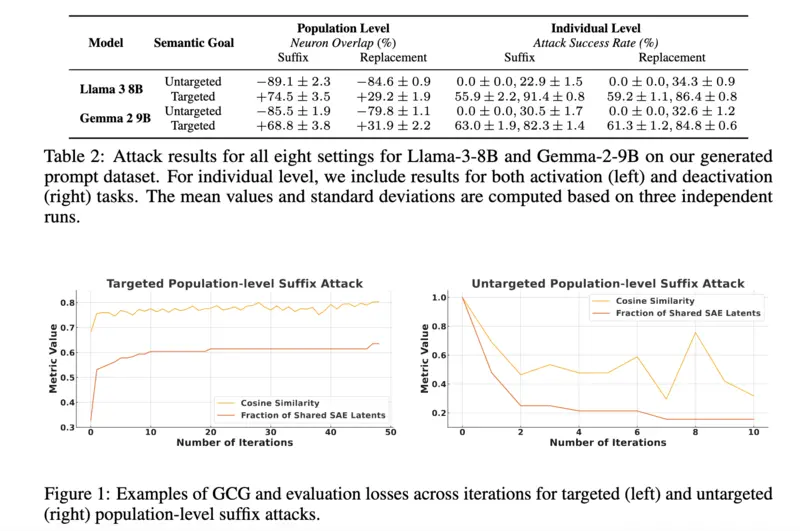 Model Semantic Goal Population Level Individual Level
Neuron Overlap (%) Attack Success Rate (%)
Suffix Replacement Suffix Replacement
Llama 3 8B Untargeted −89.1 ± 2.3 −84.6 ± 0.9 0.0 ± 0.0, 22.9 ± 1.5 0.0 ± 0.0, 34.3 ± 0.9
Targeted +74.5 ± 3.5 +29.2 ± 1.9 55.9 ± 2.2, 91.4 ± 0.8 59.2 ± 1.1, 86.4 ± 0.8
Gemma 2 9B Untargeted −85.5 ± 1.9 −79.8 ± 1.1 0.0 ± 0.0, 30.5 ± 1.7 0.0 ± 0.0, 32.6 ± 1.2
Targeted +68.8 ± 3.8 +31.9 ± 2.2 63.0 ± 1.9, 82.3 ± 1.4 61.3 ± 1.2, 84.8 ± 0.6
Table 2: Attack results for all eight settings for Llama-3-8B and Gemma-2-9B on our generated
prompt dataset. For individual level, we include results for both activation (left) and deactivation
(right) tasks. The mean values and standard deviations are computed based on three independent
runs.
Targeted Population-level Suffix Attack
Metric Value
0.8
0.7
0.6
0.5
0.4
0.3
Cosine Similarity
Fraction of Shared SAE Latents
0 10 20 30 40 50
Number of Iterations
Untargeted Population-level Suffix Attack
Metric Value
1.0
0.8
0.6
0.4
0.2
Cosine Similarity
Fraction of Shared SAE Latents
0 2 4 6 8 10
Number of Iterations
Figure 1: Examples of GCG and evaluation losses across iterations for targeted (left) and untargeted
(right) population-level suffix attacks.